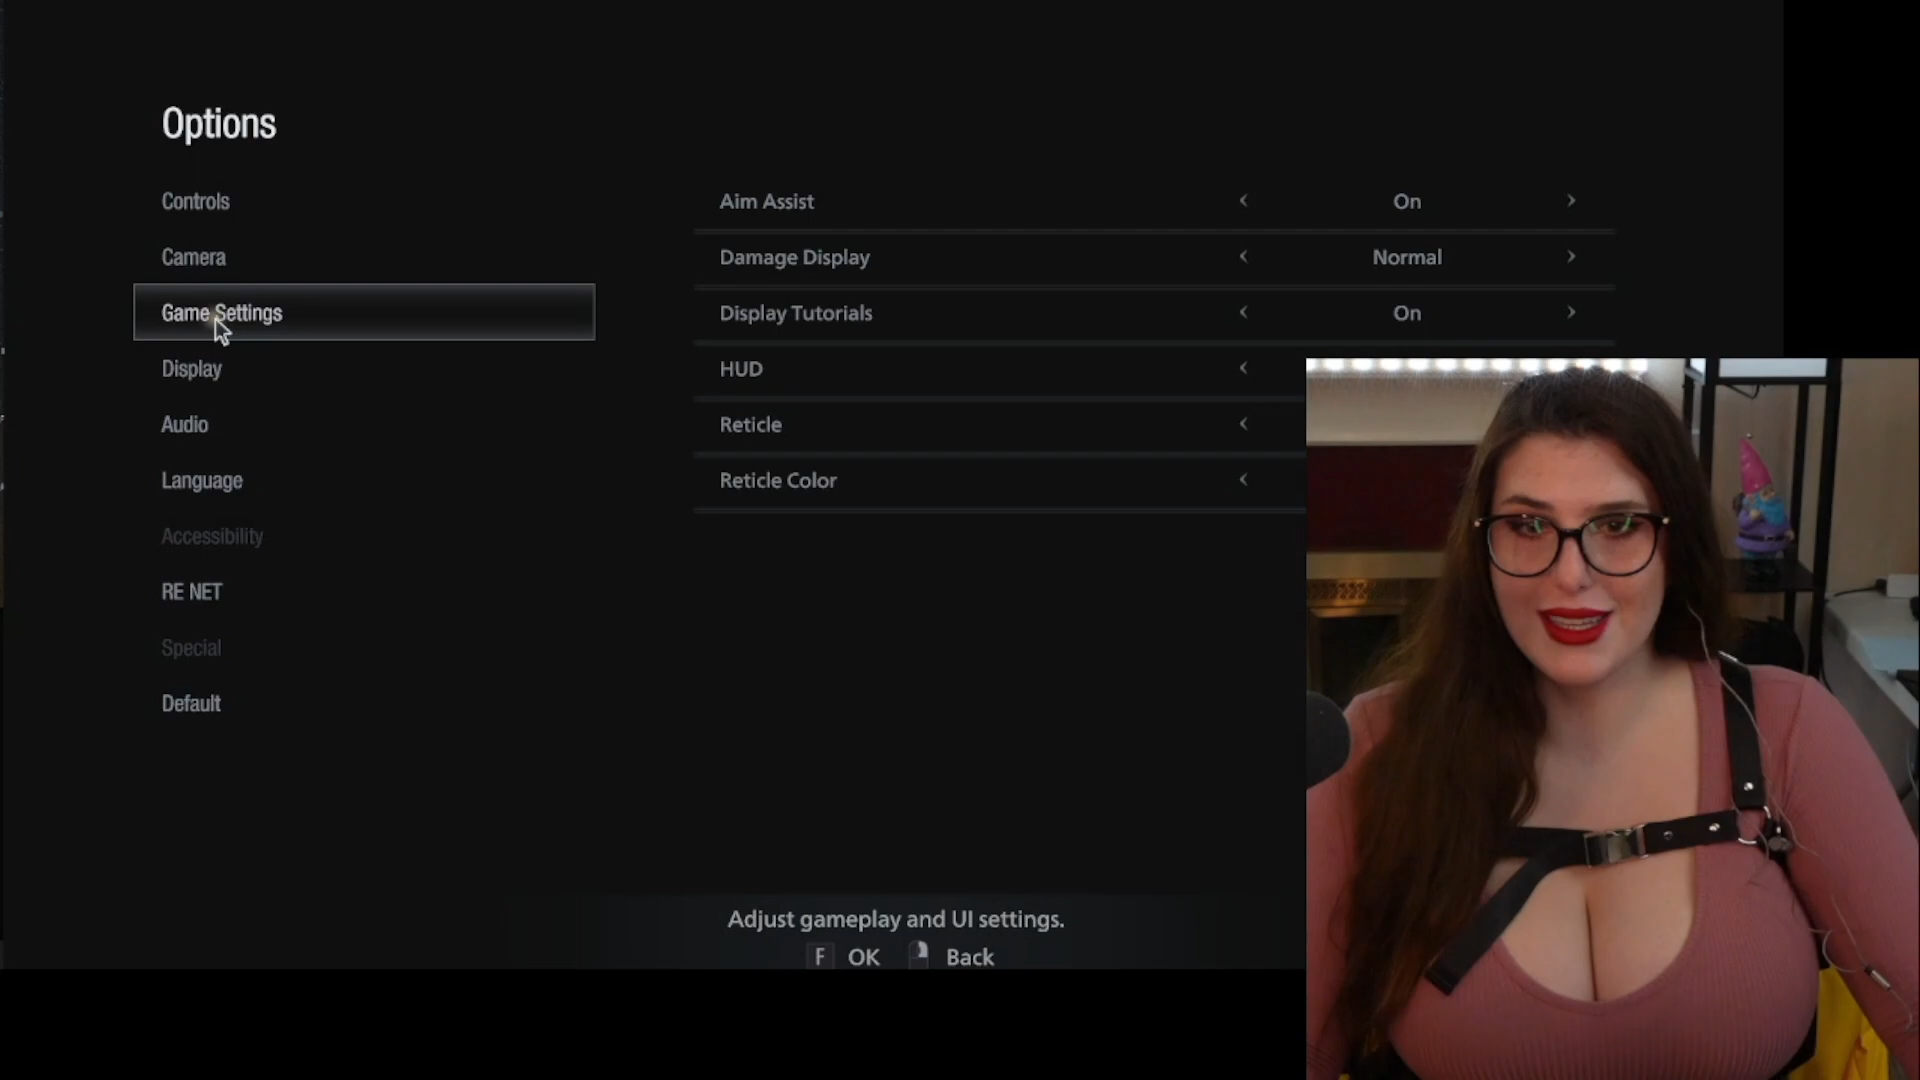 Options
Controls
Camera
Game Settings
Display
Audio
Language
Accessibility
RE NET
Special
Default
Aim Assist On
Damage Display Normal
Display Tutorials On
HUD
Reticle
Reticle Color
Adjust gameplay and UI settings.
F OK Back